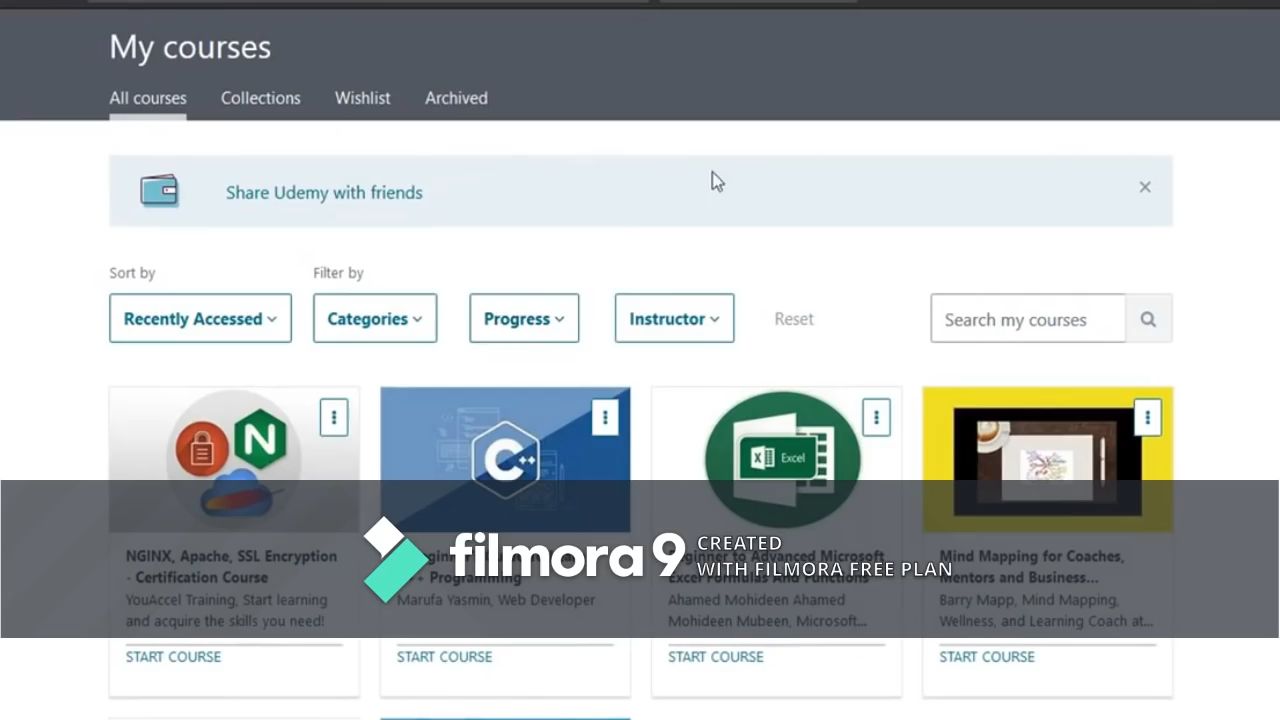 My courses
All courses Collections Wishlist Archived
Share Udemy with friends
Sort by Filter by
Recently Accessed Categories Progress Instructor Reset Search my courses
N
C++
X Excel
NGINX, Apache, SSL Encryption
- Certification Course
YouAccel Training, Start learning
and acquire the skills you need!
START COURSE
C++ Programming
Marufa Yasmin, Web Developer
START COURSE
Beginner to Advanced Microsoft
Excel Formulas And Functions
Ahamed Mohideen Ahamed
Mohideen Mubeen, Microsoft...
START COURSE
Mind Mapping for Coaches,
Mentors and Business...
Barry Mapp, Mind Mapping,
Wellness, and Learning Coach at...
START COURSE
filmora9 CREATED
WITH FILMORA FREE PLAN